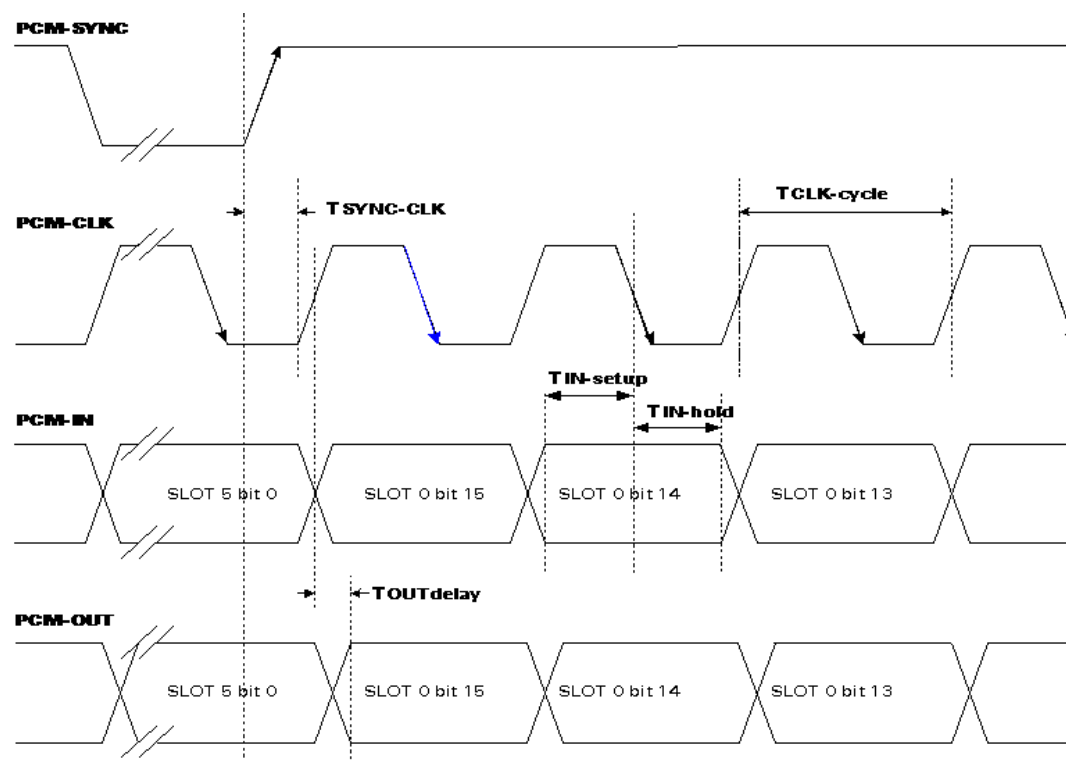 PCM-SYNC
TSYNC-CLK
TCLK-cycle
PCM-CLK
TIN-setup
TIN-hold
PCM-IN
SLOT 5 bit 0
SLOT 0 bit 15
SLOT 0 bit 14
SLOT 0 bit 13
TOUTdelay
PCM-OUT
SLOT 5 bit 0
SLOT 0 bit 15
SLOT 0 bit 14
SLOT 0 bit 13